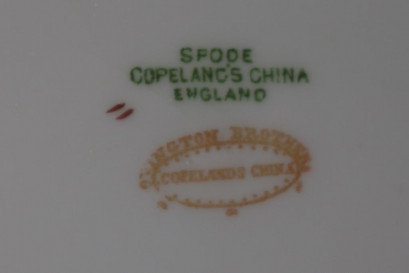 SPODE
COPELAND'S CHINA
ENGLAND
BROTHERS
COPELANDS CHINA